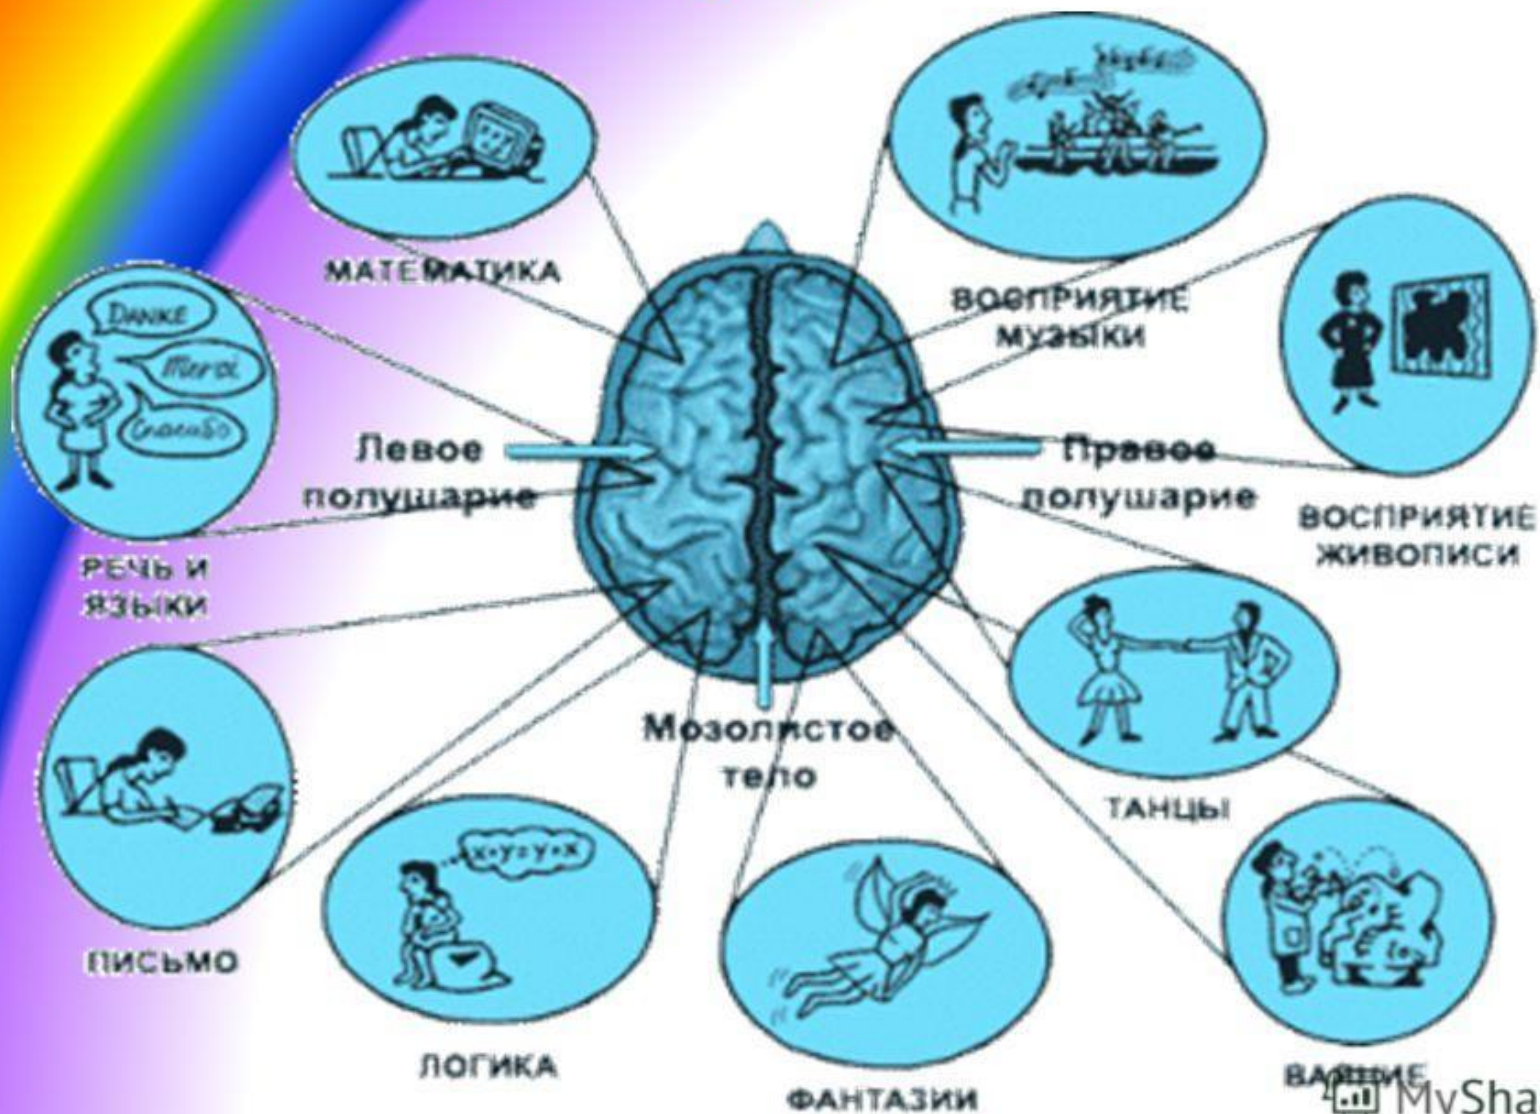 МАТЕМАТИКА
ВОСПРИЯТИЕ
МУЗЫКИ
DANKE
Merci
Спасибо
Левое
полушарие
Правое
полушарие
ВОСПРИЯТИЕ
ЖИВОПИСИ
РЕЧЬ И
ЯЗЫКИ
Мозолистое
тело
ТАНЦЫ
ПИСЬМО
x·y=y·x
ЛОГИКА
ФАНТАЗИИ
ВАЯНИЕ
MySha